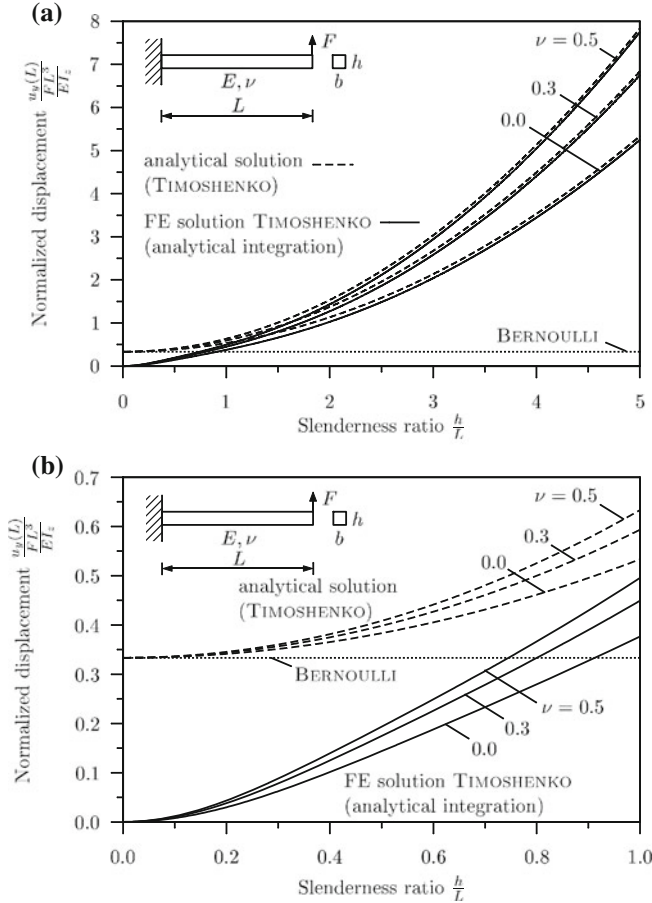 (a)
8
7
6
5
4
3
2
1
0
Normalized displacement u_y(L) / (FL³ / EI_z)
F
h
b
E, ν
L
ν = 0.5
0.3
0.0
analytical solution
(TIMOSHENKO)
FE solution TIMOSHENKO
(analytical integration)
BERNOULLI
0 1 2 3 4 5
Slenderness ratio h/L
(b)
0.7
0.6
0.5
0.4
0.3
0.2
0.1
0.0
Normalized displacement u_y(L) / (FL³ / EI_z)
F
h
b
E, ν
L
analytical solution
(TIMOSHENKO)
ν = 0.5
0.3
0.0
BERNOULLI
ν = 0.5
0.3
0.0
FE solution TIMOSHENKO
(analytical integration)
0.0 0.2 0.4 0.6 0.8 1.0
Slenderness ratio h/L